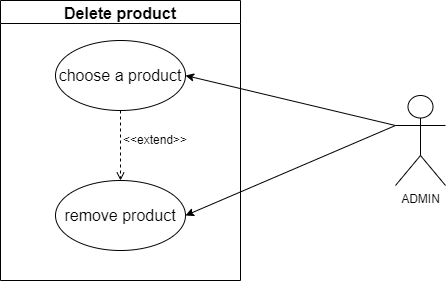 Delete product
choose a product
<<extend>>
remove product
ADMIN